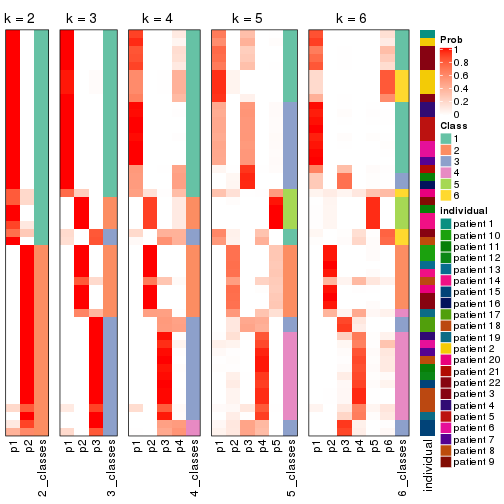 k = 2
k = 3
k = 4
k = 5
k = 6
p1
p2
2_classes
p1
p2
p3
3_classes
p1
p2
p3
p4
4_classes
p1
p2
p3
p4
p5
5_classes
p1
p2
p3
p4
p5
p6
6_classes
individual
Prob
1
0.8
0.6
0.4
0.2
0
Class
1
2
3
4
5
6
Individual
patient 1
patient 10
patient 11
patient 12
patient 13
patient 14
patient 15
patient 16
patient 17
patient 18
patient 19
patient 2
patient 20
patient 21
patient 22
patient 3
patient 4
patient 5
patient 6
patient 7
patient 8
patient 9